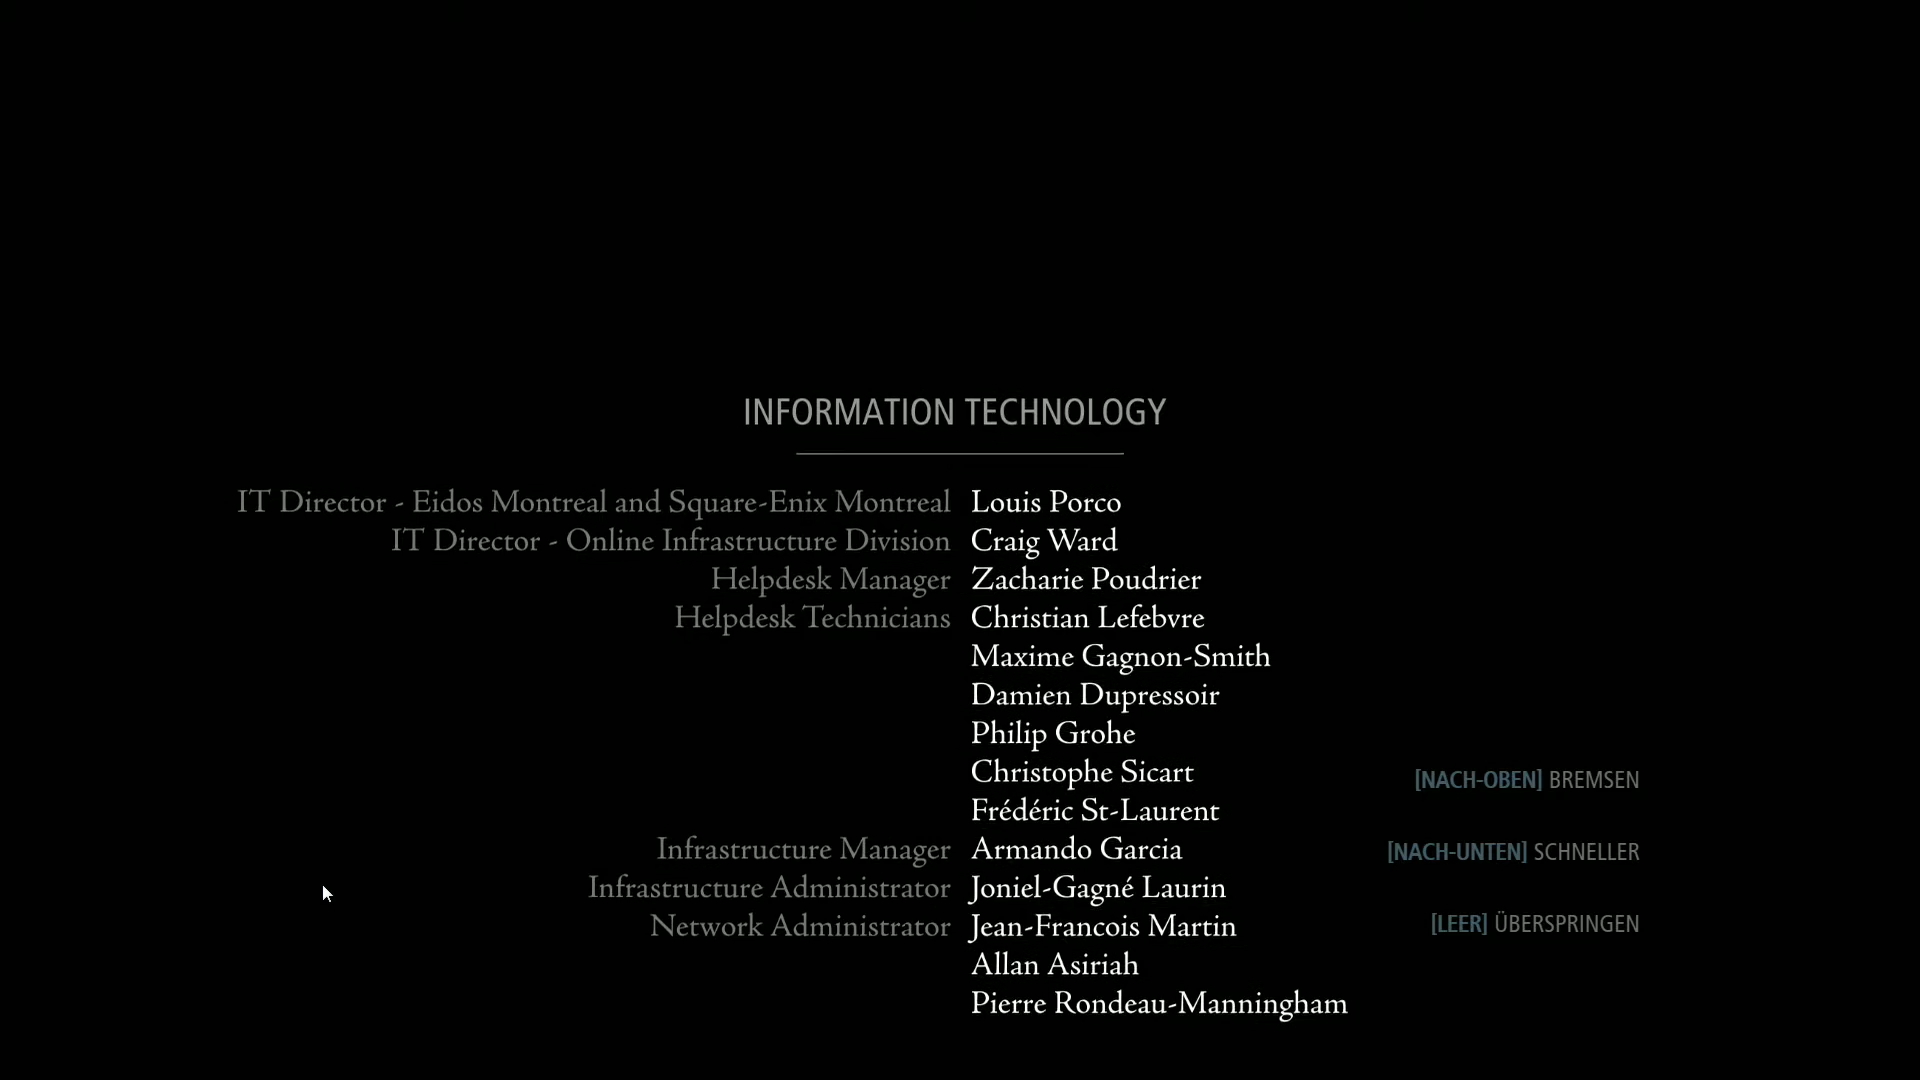 INFORMATION TECHNOLOGY
IT Director - Eidos Montreal and Square-Enix Montreal Louis Porco
IT Director - Online Infrastructure Division Craig Ward
Helpdesk Manager Zacharie Poudrier
Helpdesk Technicians Christian Lefebvre
Maxime Gagnon-Smith
Damien Dupressoir
Philip Grohe
Christophe Sicart
[NACH-OBEN] BREMSEN
Frédéric St-Laurent
Infrastructure Manager Armando Garcia
[NACH-UNTEN] SCHNELLER
Infrastructure Administrator Joniel-Gagné Laurin
Network Administrator Jean-Francois Martin
[LEER] ÜBERSPRINGEN
Allan Asiriah
Pierre Rondeau-Manningham